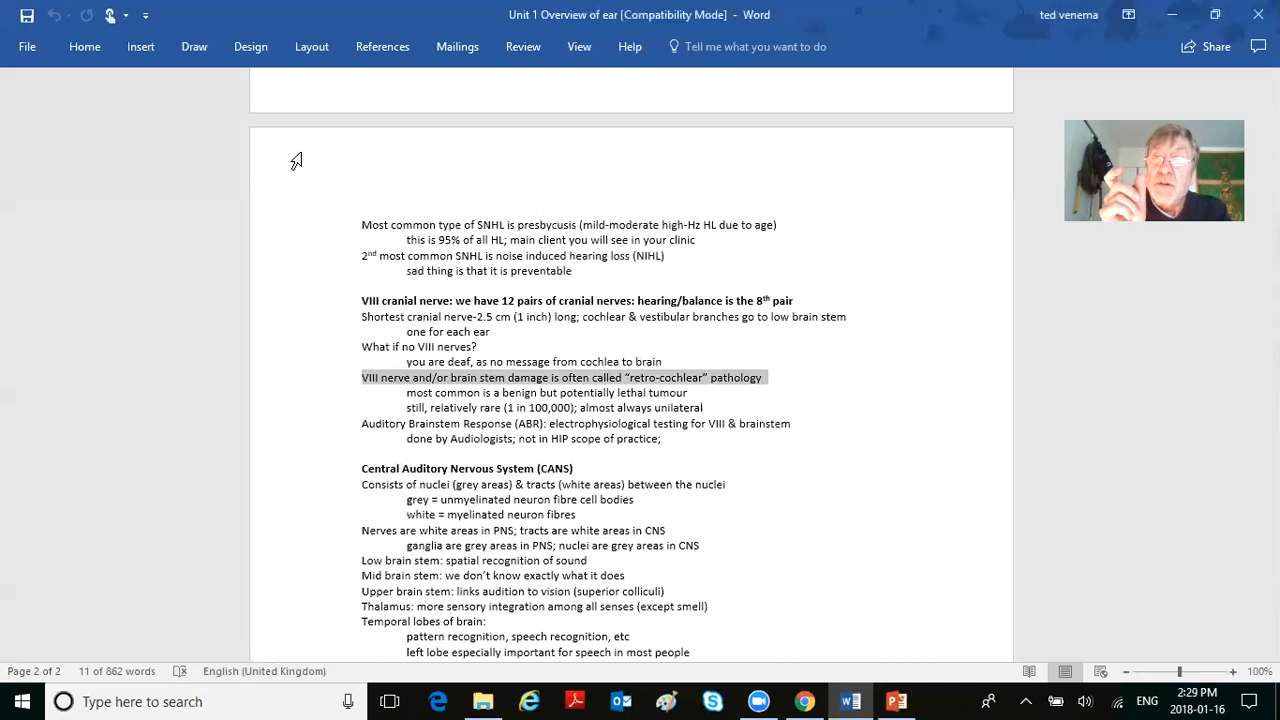 Unit 1 Overview of ear [Compatibility Mode] - Word
ted venema
File Home Insert Draw Design Layout References Mailings Review View Help Tell me what you want to do Share
Most common type of SNHL is presbycusis (mild-moderate high-Hz HL due to age)
this is 95% of all HL; main client you will see in your clinic
2nd most common SNHL is noise induced hearing loss (NIHL)
sad thing is that it is preventable
VIII cranial nerve: we have 12 pairs of cranial nerves: hearing/balance is the 8th pair
Shortest cranial nerve-2.5 cm (1 inch) long; cochlear & vestibular branches go to low brain stem
one for each ear
What if no VIII nerves?
you are deaf, as no message from cochlea to brain
VIII nerve and/or brain stem damage is often called “retro-cochlear” pathology
most common is a benign but potentially lethal tumour
still, relatively rare (1 in 100,000); almost always unilateral
Auditory Brainstem Response (ABR): electrophysiological testing for VIII & brainstem
done by Audiologists; not in HIP scope of practice;
Central Auditory Nervous System (CANS)
Consists of nuclei (grey areas) & tracts (white areas) between the nuclei
grey = unmyelinated neuron fibre cell bodies
white = myelinated neuron fibres
Nerves are white areas in PNS; tracts are white areas in CNS
ganglia are grey areas in PNS; nuclei are grey areas in CNS
Low brain stem: spatial recognition of sound
Mid brain stem: we don’t know exactly what it does
Upper brain stem: links audition to vision (superior colliculi)
Thalamus: more sensory integration among all senses (except smell)
Temporal lobes of brain:
pattern recognition, speech recognition, etc
left lobe especially important for speech in most people
Page 2 of 2 11 of 862 words English (United Kingdom) 100%
Type here to search
ENG
2:29 PM
2018-01-16